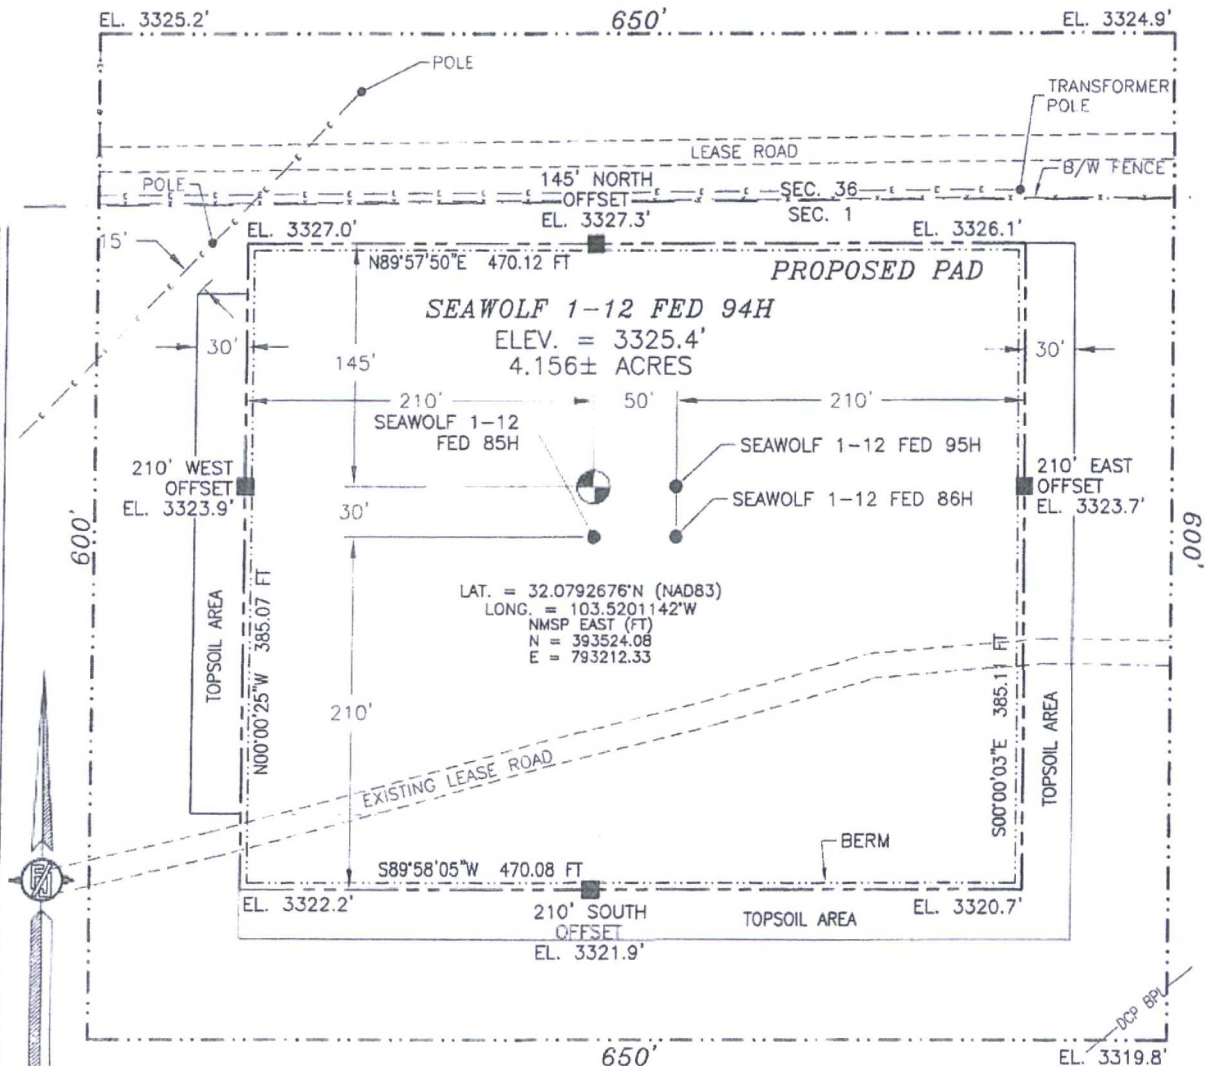 EL. 3325.2'
650'
EL. 3324.9'
POLE
TRANSFORMER
POLE
LEASE ROAD
B/W FENCE
POLE
145' NORTH
OFFSET
EL. 3327.3'
SEC. 36
SEC. 1
15'
EL. 3327.0'
EL. 3326.1'
N89°57'50"E 470.12 FT
PROPOSED PAD
SEAWOLF 1-12 FED 94H
ELEV. = 3325.4'
4.156± ACRES
30'
30'
145'
210'
50'
210'
SEAWOLF 1-12
FED 85H
SEAWOLF 1-12 FED 95H
210' WEST
OFFSET
EL. 3323.9'
210' EAST
OFFSET
EL. 3323.7'
SEAWOLF 1-12 FED 86H
30'
600'
600'
LAT. = 32.0792676°N (NAD83)
LONG. = 103.5201142°W
NMSP EAST (FT)
N = 393524.08
E = 793212.33
TOPSOIL AREA
N00°00'25"W 385.07 FT
210'
S00°00'03"E 385.11 FT
TOPSOIL AREA
EXISTING LEASE ROAD
BERM
S89°58'05"W 470.08 FT
EL. 3322.2'
210' SOUTH
OFFSET
EL. 3321.9'
TOPSOIL AREA
EL. 3320.7'
DCP BPL
650'
EL. 3319.8'